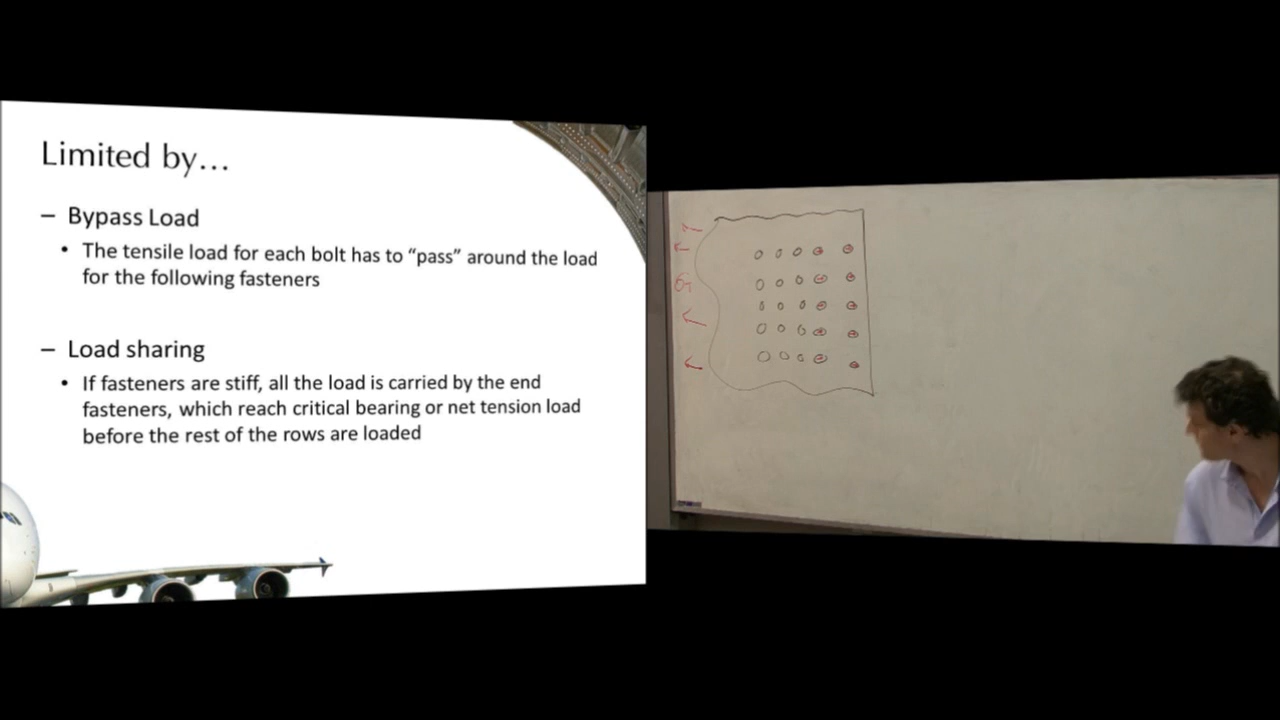 Limited by…
– Bypass Load
• The tensile load for each bolt has to “pass” around the load
for the following fasteners
– Load sharing
• If fasteners are stiff, all the load is carried by the end
fasteners, which reach critical bearing or net tension load
before the rest of the rows are loaded